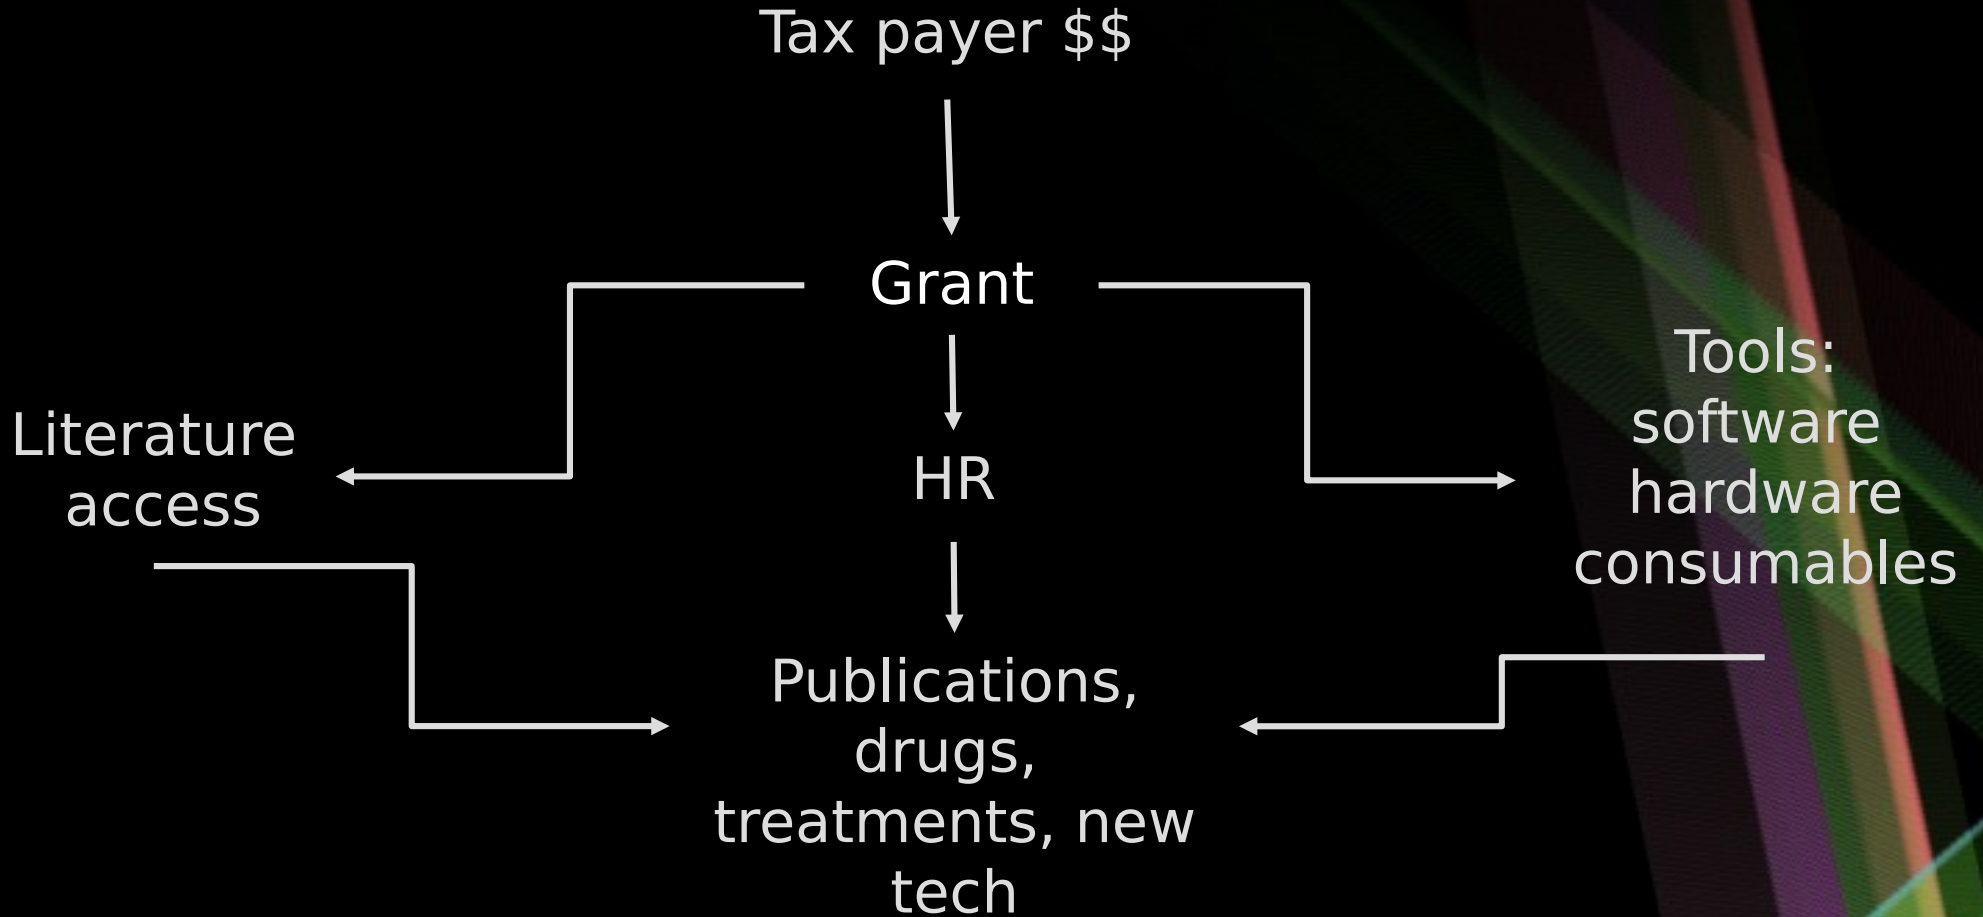 Tax payer $$
Grant
Literature
access
HR
Tools:
software
hardware
consumables
Publications,
drugs,
treatments, new
tech